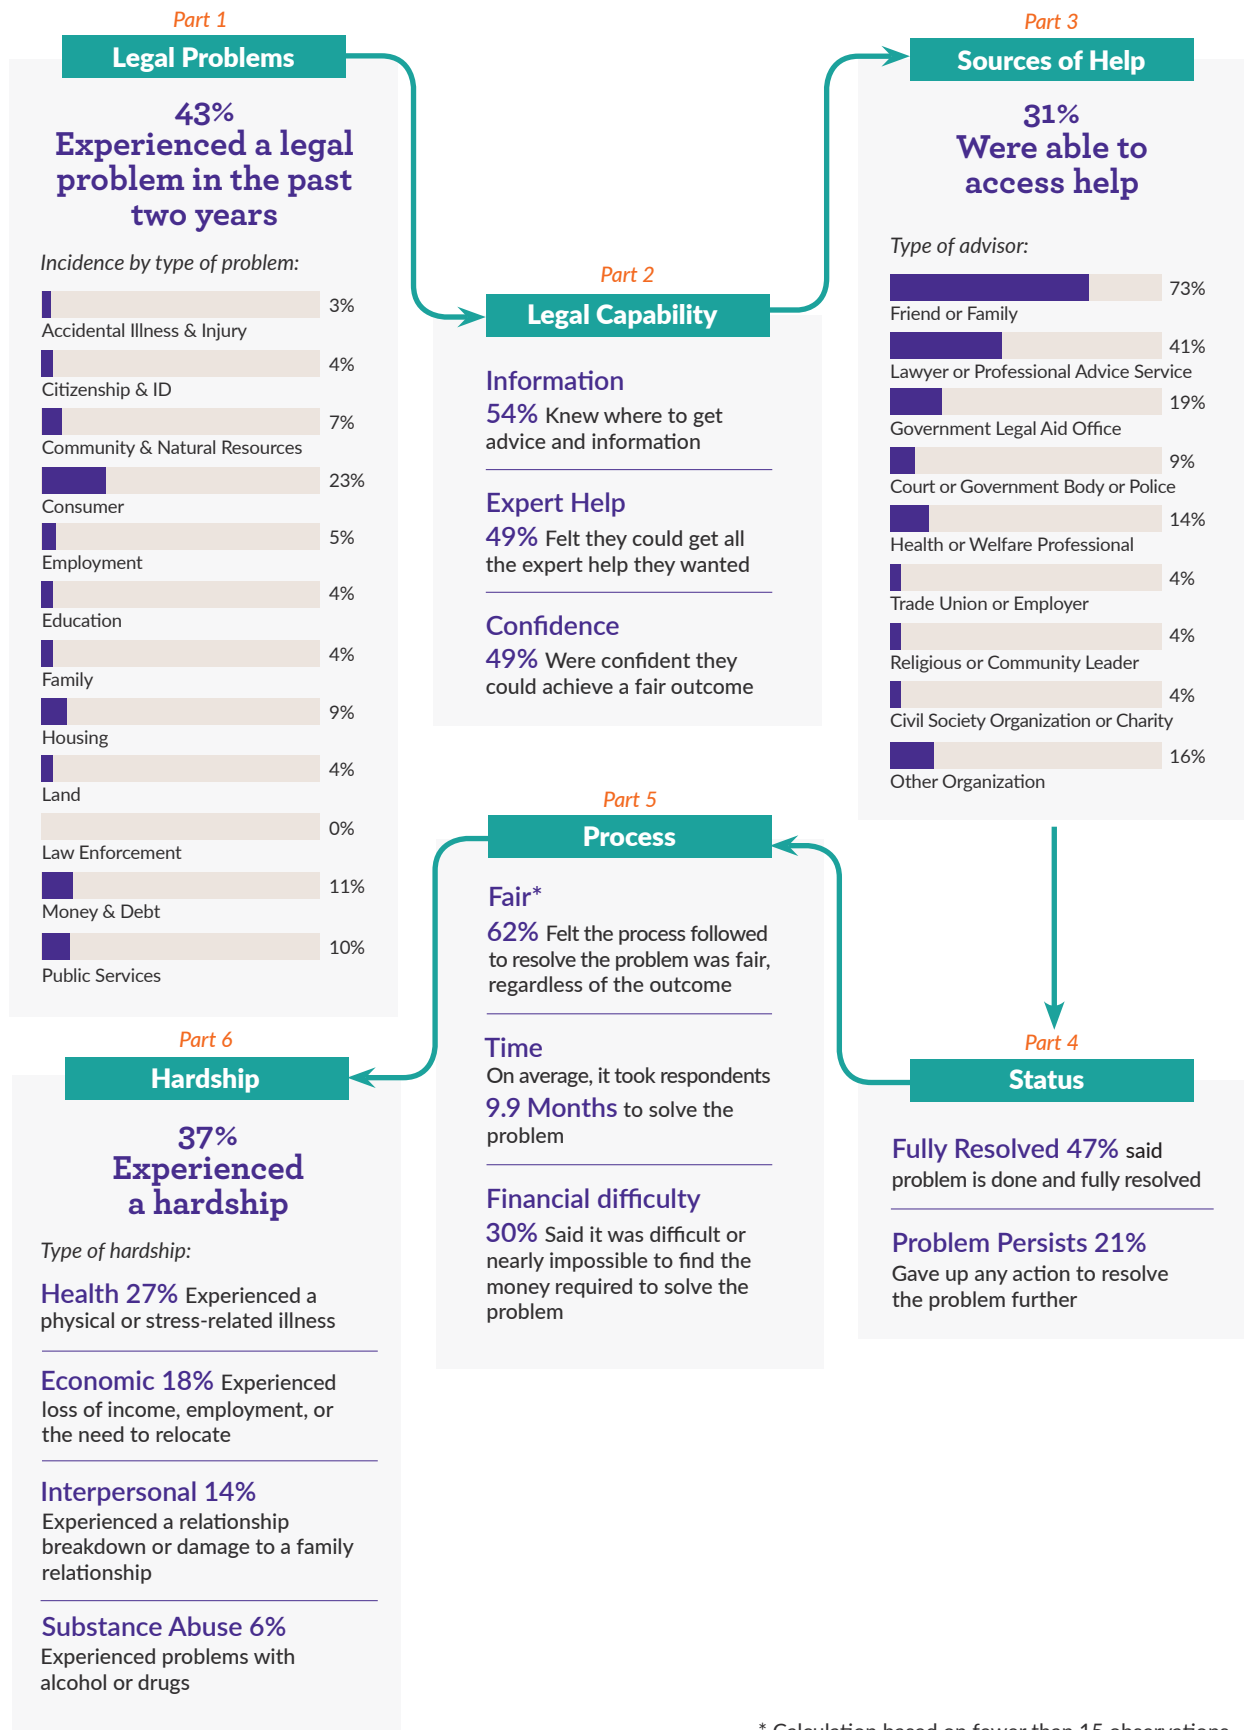 Part 1
Legal Problems
43%
Experienced a legal
problem in the past
two years
Incidence by type of problem:
3%
Accidental Illness & Injury
4%
Citizenship & ID
7%
Community & Natural Resources
23%
Consumer
5%
Employment
4%
Education
4%
Family
9%
Housing
4%
Land
0%
Law Enforcement
11%
Money & Debt
10%
Public Services
Part 2
Legal Capability
Information
54% Knew where to get
advice and information
Expert Help
49% Felt they could get all
the expert help they wanted
Confidence
49% Were confident they
could achieve a fair outcome
Part 3
Sources of Help
31%
Were able to
access help
Type of advisor:
73%
Friend or Family
41%
Lawyer or Professional Advice Service
19%
Government Legal Aid Office
9%
Court or Government Body or Police
14%
Health or Welfare Professional
4%
Trade Union or Employer
4%
Religious or Community Leader
4%
Civil Society Organization or Charity
16%
Other Organization
Part 4
Status
Fully Resolved 47% said
problem is done and fully resolved
Problem Persists 21%
Gave up any action to resolve
the problem further
Part 5
Process
Fair*
62% Felt the process followed
to resolve the problem was fair,
regardless of the outcome
Time
On average, it took respondents
9.9 Months to solve the
problem
Financial difficulty
30% Said it was difficult or
nearly impossible to find the
money required to solve the
problem
Part 6
Hardship
37%
Experienced
a hardship
Type of hardship:
Health 27% Experienced a
physical or stress-related illness
Economic 18% Experienced
loss of income, employment, or
the need to relocate
Interpersonal 14%
Experienced a relationship
breakdown or damage to a family
relationship
Substance Abuse 6%
Experienced problems with
alcohol or drugs
* Calculation based on fewer than 15 observations